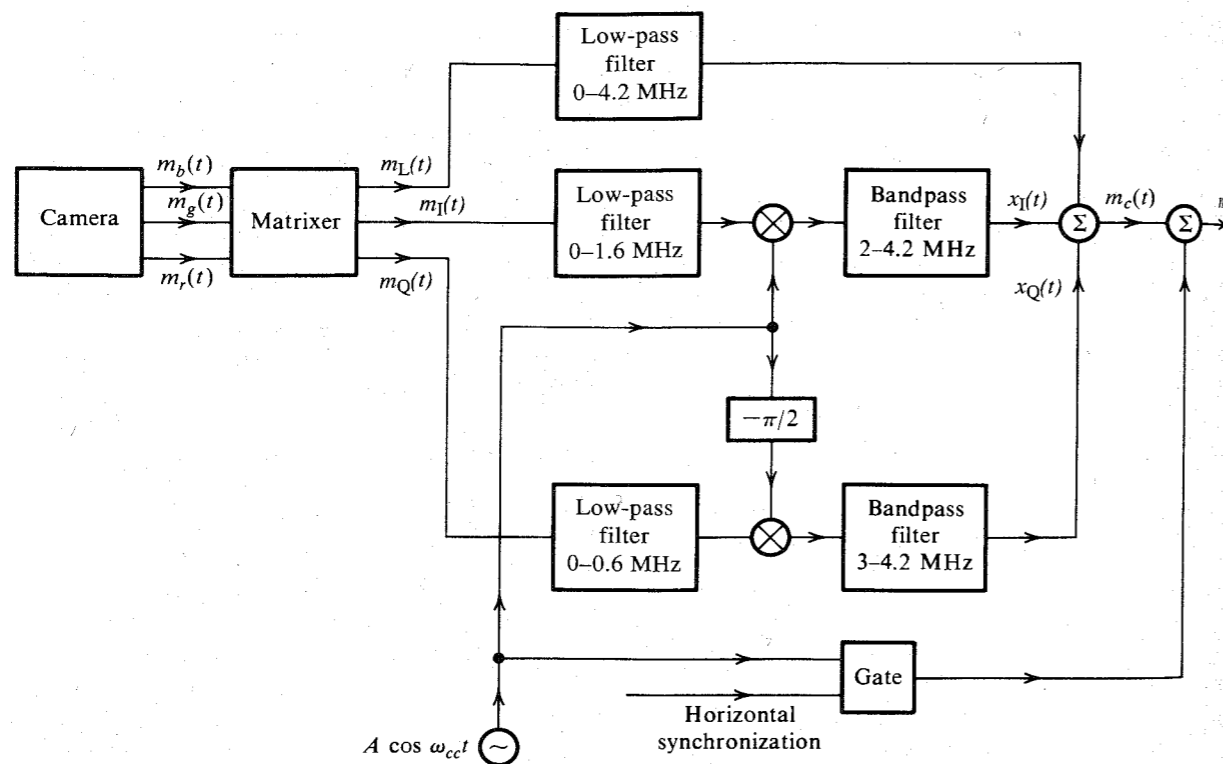 Low-pass
filter
0–4.2 MHz
Camera
m_b(t)
m_g(t)
m_r(t)
Matrixer
m_L(t)
m_I(t)
m_Q(t)
Low-pass
filter
0–1.6 MHz
Bandpass
filter
2–4.2 MHz
x_I(t)
Σ
m_c(t)
Σ
x_Q(t)
−π/2
Low-pass
filter
0–0.6 MHz
Bandpass
filter
3–4.2 MHz
Gate
Horizontal
synchronization
A cos ω_cc t
~